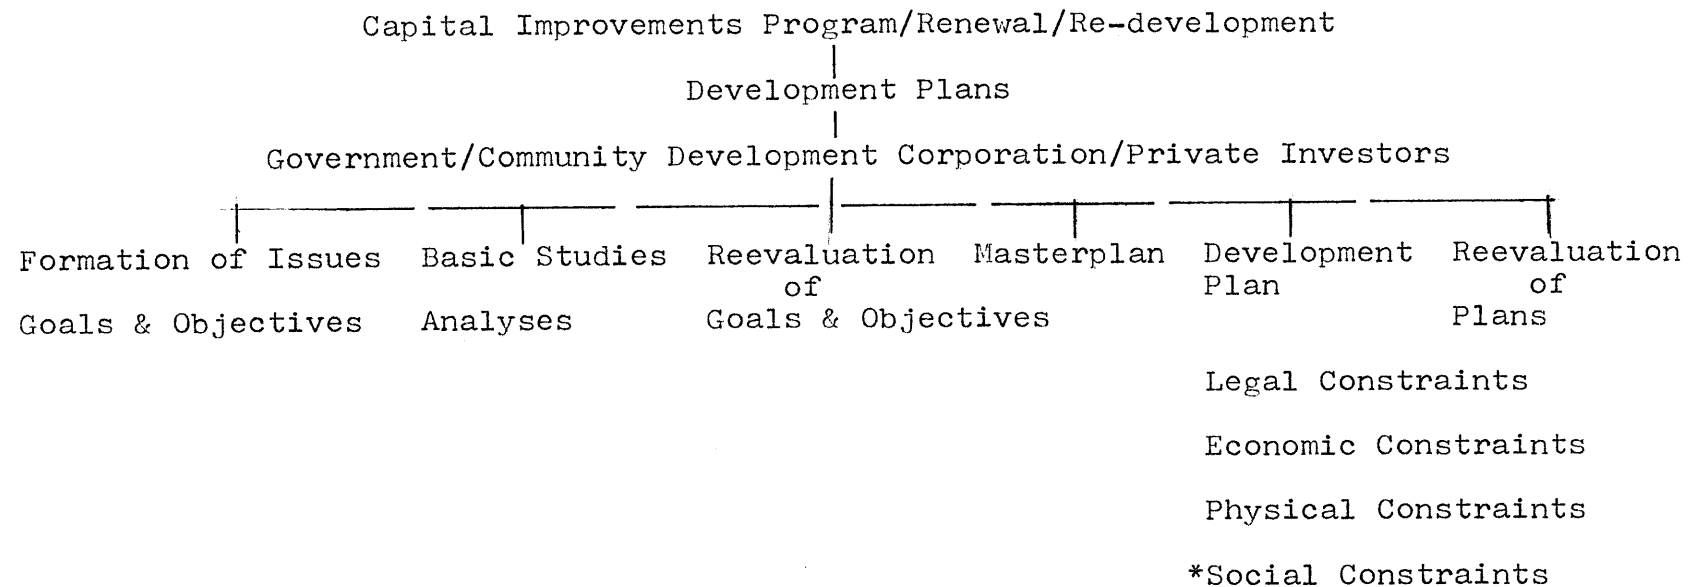 Capital Improvements Program/Renewal/Re-development
Development Plans
Government/Community Development Corporation/Private Investors
Formation of Issues
Goals & Objectives
Basic Studies
Analyses
Reevaluation
of
Goals & Objectives
Masterplan
Development
Plan
Legal Constraints
Economic Constraints
Physical Constraints
*Social Constraints
Reevaluation
of
Plans